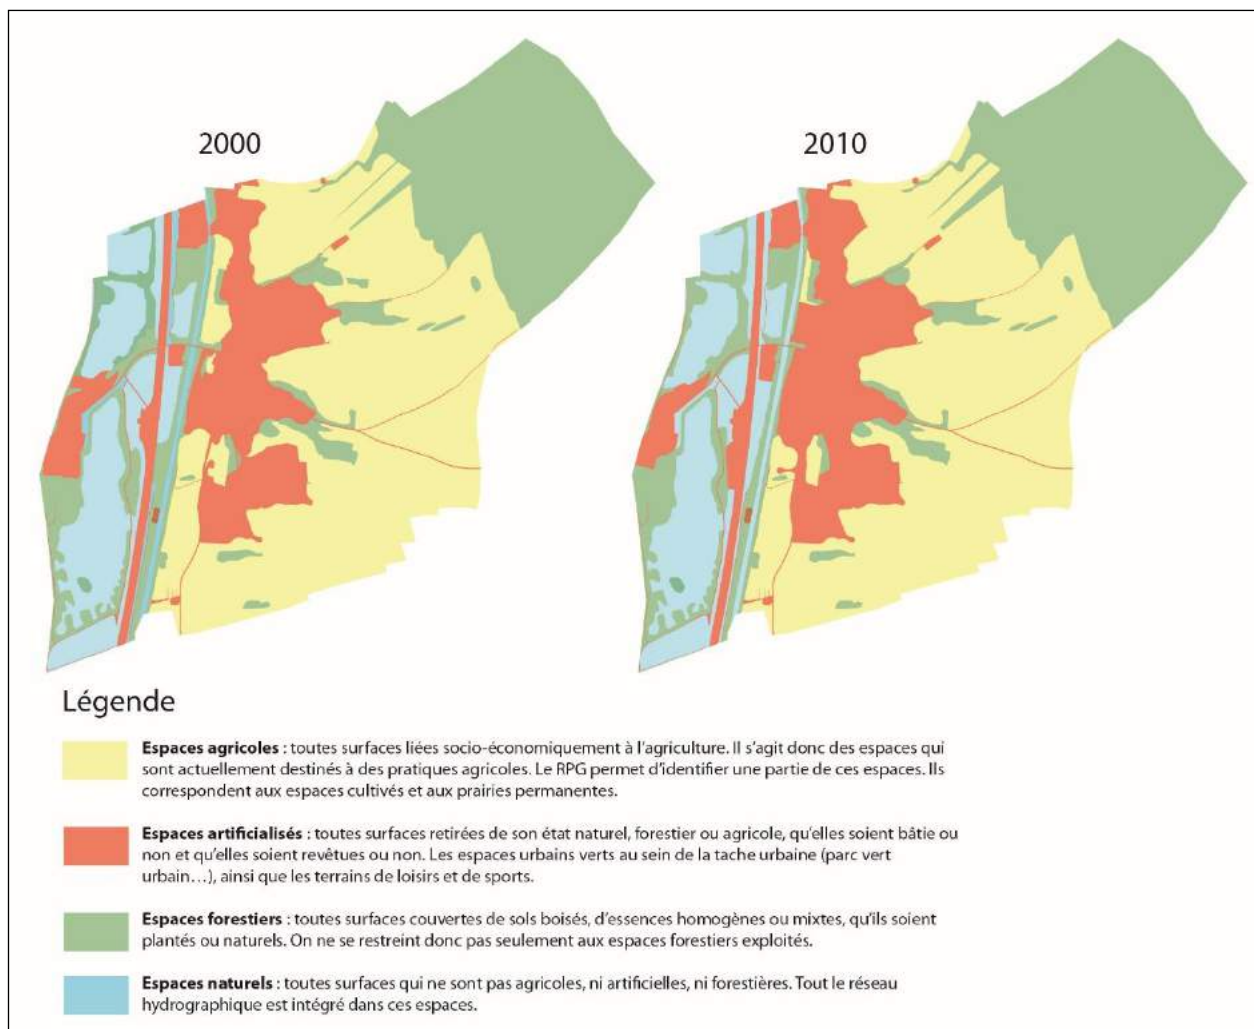 2000
2010
Légende
Espaces agricoles : toutes surfaces liées socio-économiquement à l'agriculture. Il s'agit donc des espaces qui
sont actuellement destinés à des pratiques agricoles. Le RPG permet d'identifier une partie de ces espaces. Ils
correspondent aux espaces cultivés et aux prairies permanentes.
Espaces artificialisés : toutes surfaces retirées de son état naturel, forestier ou agricole, qu'elles soient bâtie ou
non et qu'elles soient revêtues ou non. Les espaces urbains verts au sein de la tache urbaine (parc vert
urbain...), ainsi que les terrains de loisirs et de sports.
Espaces forestiers : toutes surfaces couvertes de sols boisés, d'essences homogènes ou mixtes, qu'ils soient
plantés ou naturels. On ne se restreint donc pas seulement aux espaces forestiers exploités.
Espaces naturels : toutes surfaces qui ne sont pas agricoles, ni artificielles, ni forestières. Tout le réseau
hydrographique est intégré dans ces espaces.